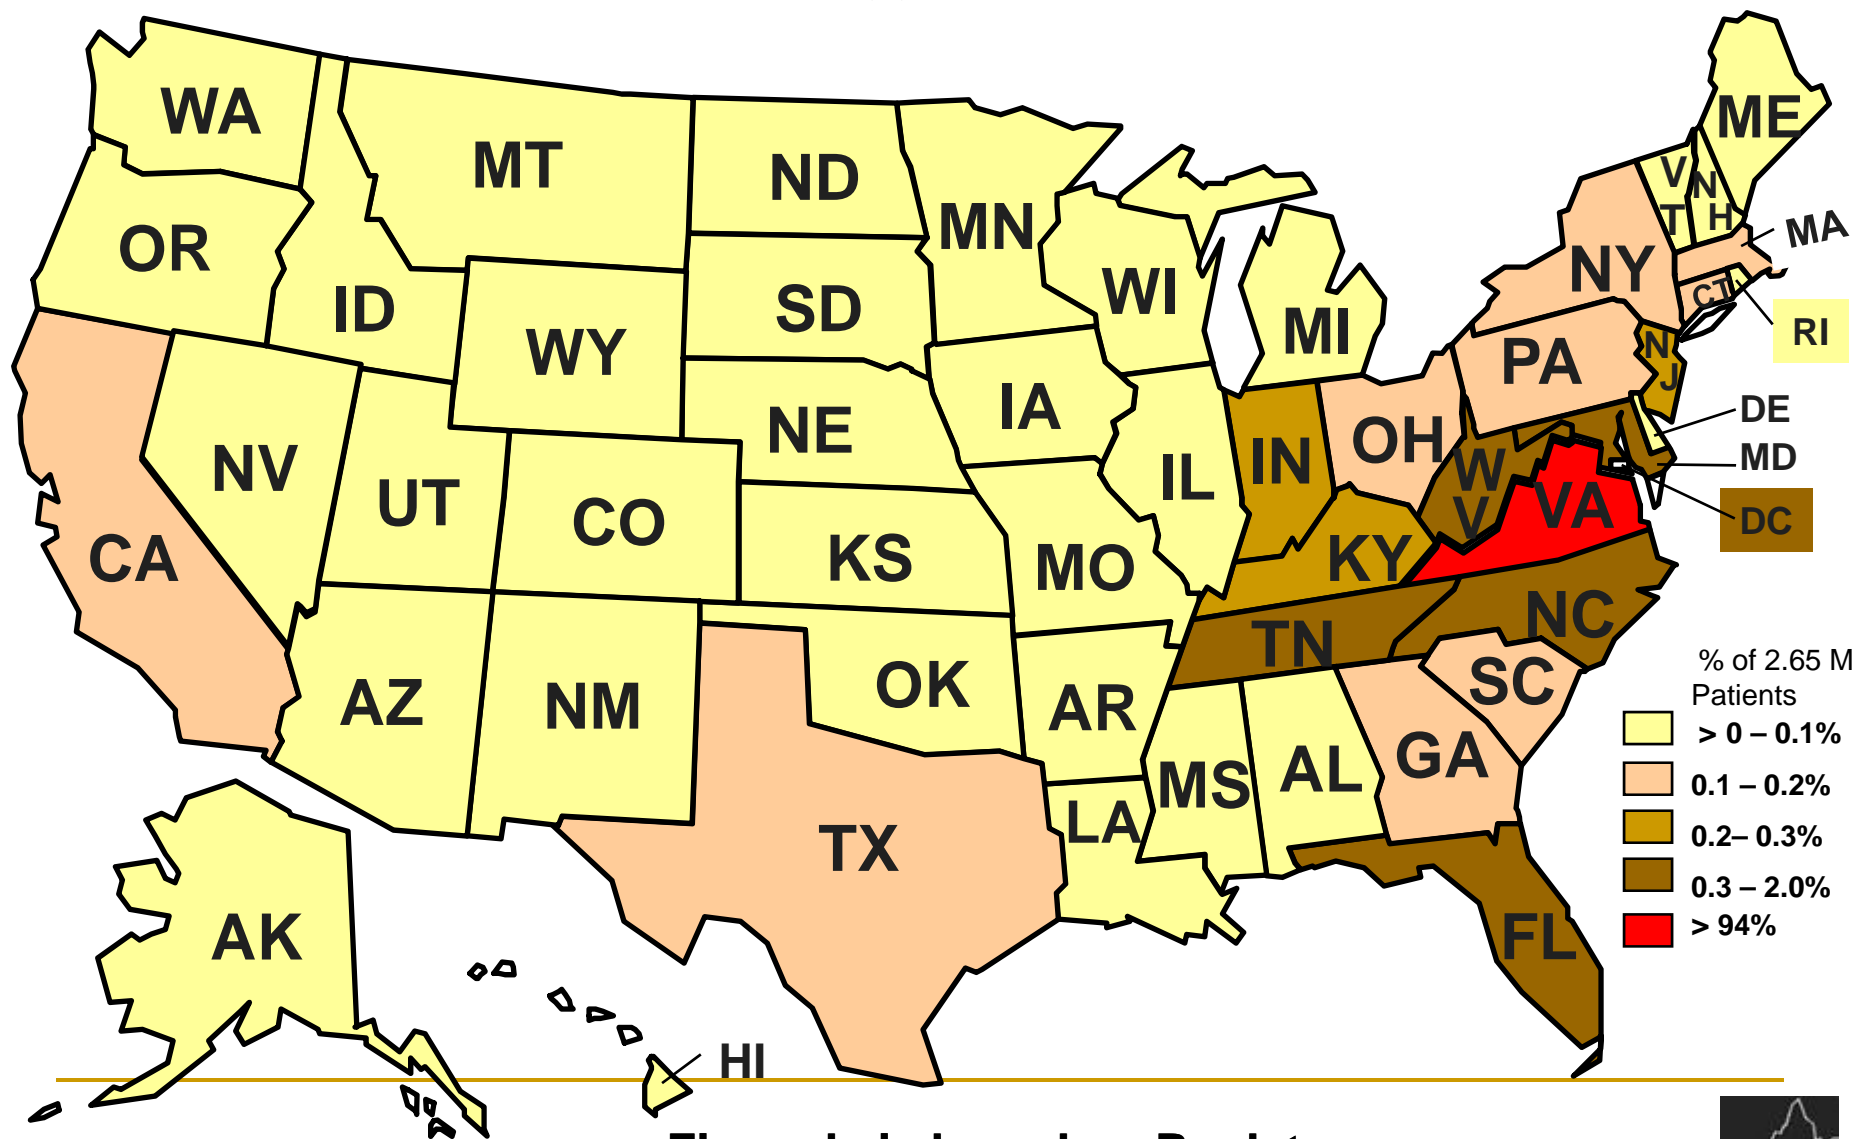 WA
MT
ND
MN
ME
V
T
N
H
MA
OR
ID
SD
WI
MI
NY
CT
RI
WY
IA
NE
PA
N
J
DE
NV
UT
CO
KS
IL
IN
OH
W
V
MD
VA
DC
CA
MO
KY
TN
NC
AZ
NM
OK
AR
SC
TX
LA
MS
AL
GA
FL
AK
HI
% of 2.65 M
Patients
> 0 – 0.1%
0.1 – 0.2%
0.2– 0.3%
0.3 – 2.0%
> 94%